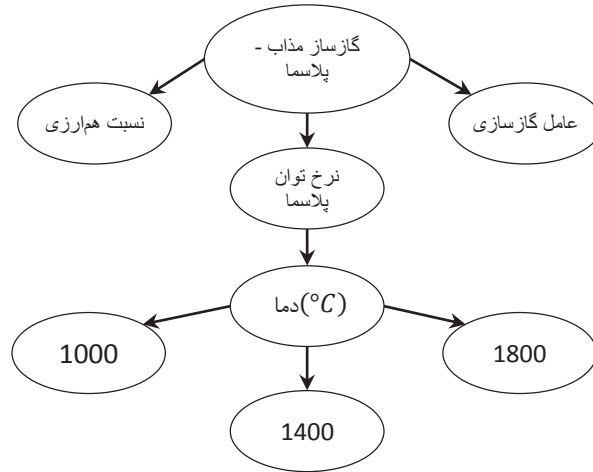 گازساز مذاب -
پلاسما
عامل گازسازی
نسبت هم‌ارزی
نرخ توان
پلاسما
دما(°C)
1800
1000
1400